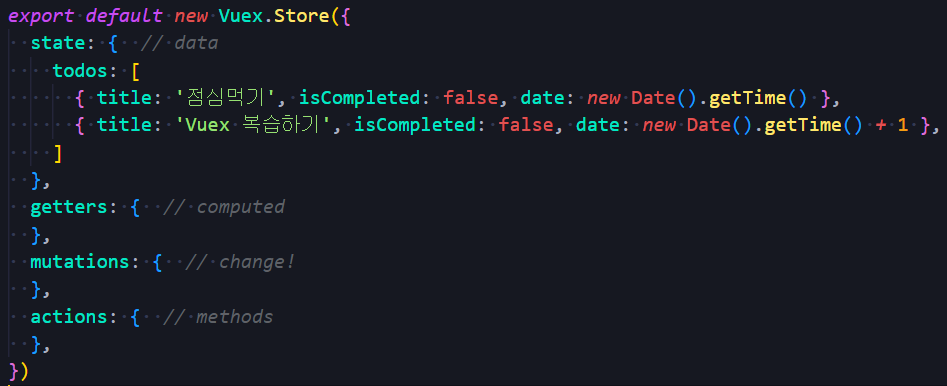 export default new Vuex.Store({
  state: {  // data
    todos: [
      { title: '점심먹기', isCompleted: false, date: new Date().getTime() },
      { title: 'Vuex 복습하기', isCompleted: false, date: new Date().getTime() + 1 },
    ]
  },
  getters: {  // computed
  },
  mutations: {  // change!
  },
  actions: {  // methods
  },
})